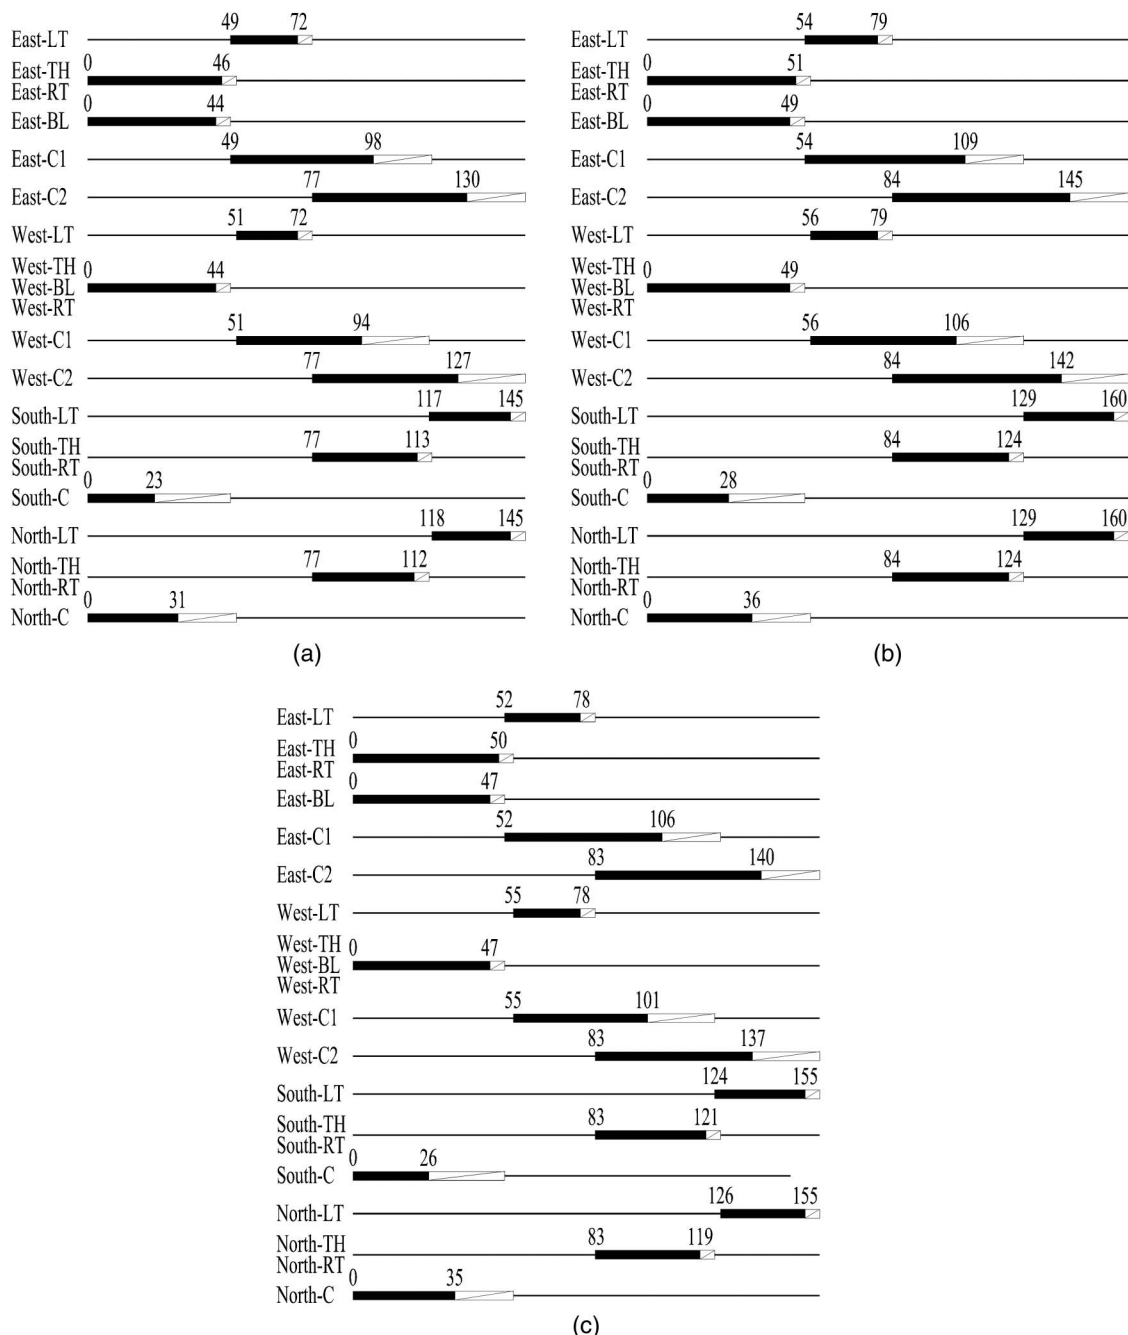 49 72
East-LT
0 46
East-TH
East-RT
0 44
East-BL
49 98
East-C1
77 130
East-C2
51 72
West-LT
West-TH
0 44
West-BL
West-RT
51 94
West-C1
77 127
West-C2
117 145
South-LT
77 113
South-TH
South-RT
0 23
South-C
118 145
North-LT
77 112
North-TH
North-RT
0 31
North-C
(a)
54 79
East-LT
0 51
East-TH
East-RT
0 49
East-BL
54 109
East-C1
84 145
East-C2
56 79
West-LT
West-TH
0 49
West-BL
West-RT
56 106
West-C1
84 142
West-C2
129 160
South-LT
84 124
South-TH
South-RT
0 28
South-C
129 160
North-LT
84 124
North-TH
North-RT
0 36
North-C
(b)
52 78
East-LT
0 50
East-TH
East-RT
0 47
East-BL
52 106
East-C1
83 140
East-C2
55 78
West-LT
West-TH
0 47
West-BL
West-RT
55 101
West-C1
83 137
West-C2
124 155
South-LT
83 121
South-TH
South-RT
0 26
South-C
126 155
North-LT
83 119
North-TH
North-RT
0 35
North-C
(c)